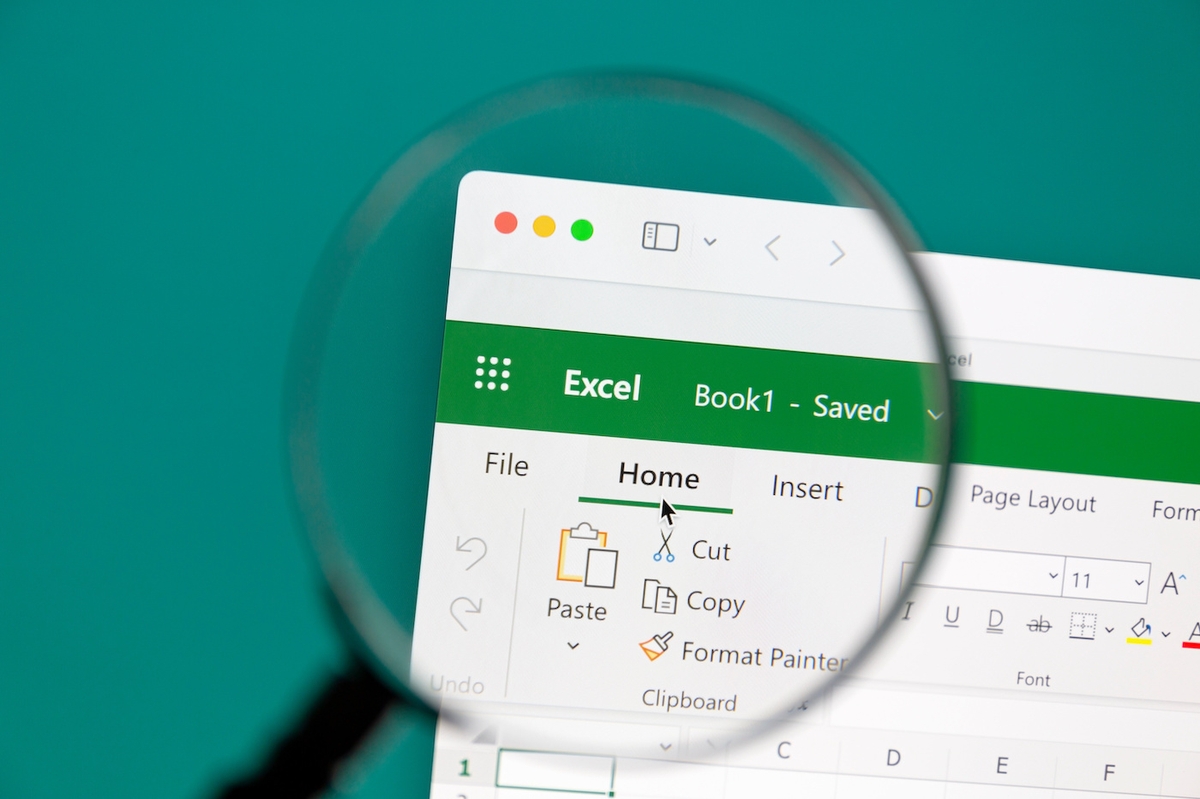 cel
Excel Book1 - Saved
File Home Insert D Page Layout Form
Cut
Paste Copy
Format Painter
Undo
Clipboard
11 A^
I U D ab A
Font
C D E F
1